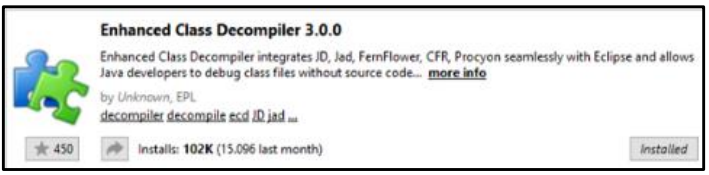 Enhanced Class Decompiler 3.0.0
Enhanced Class Decompiler integrates JD, Jad, FernFlower, CFR, Procyon seamlessly with Eclipse and allows
Java developers to debug class files without source code... more info
by Unknown, EPL
decompiler decompile ecd JD jad ...
450 Installs: 102K (15.096 last month) Installed